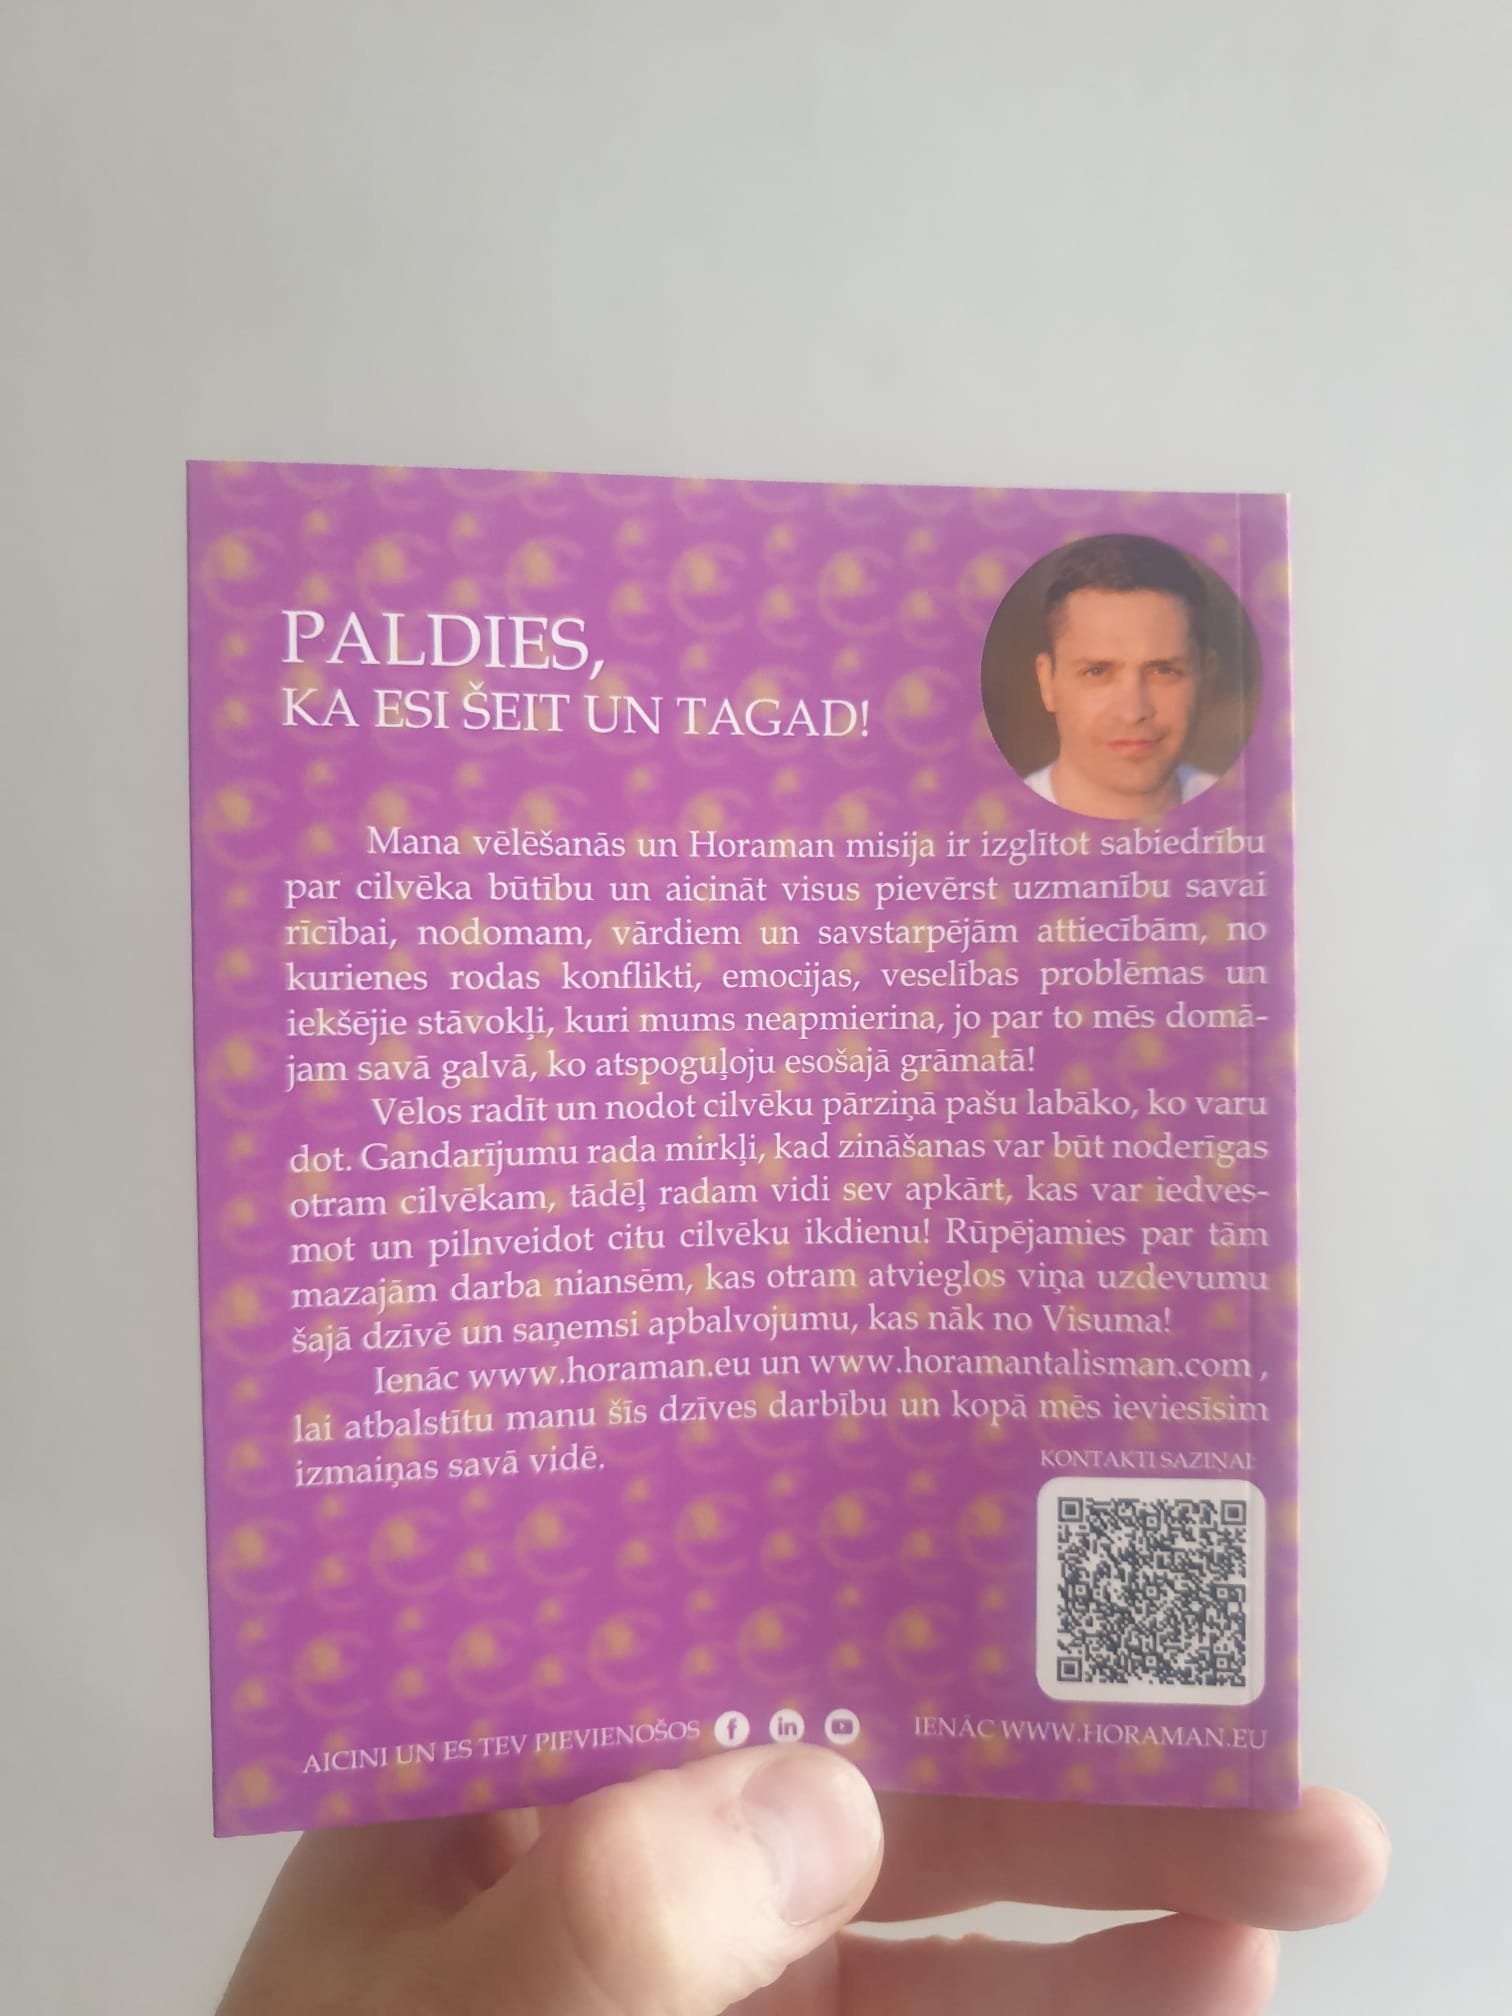 PALDIES,
KA ESI ŠEIT UN TAGAD!
Mana vēlēšanās un Horaman misija ir izglītot sabiedrību
par cilvēka būtību un aicināt visus pievērst uzmanību savai
rīcībai, nodomam, vārdiem un savstarpējām attiecībām, no
kurienes rodas konflikti, emocijas, veselības problēmas un
iekšējie stāvokļi, kuri mums neapmierina, jo par to mēs domā-
jam savā galvā, ko atspoguļoju esošajā grāmatā!
Vēlos radīt un nodot cilvēku pārziņā pašu labāko, ko varu
dot. Gandarījumu rada mirkļi, kad zināšanas var būt noderīgas
otram cilvēkam, tādēļ radam vidi sev apkārt, kas var iedves-
mot un pilnveidot citu cilvēku ikdienu! Rūpējamies par tām
mazajām darba niansēm, kas otram atvieglos viņa uzdevumu
šajā dzīvē un saņemsi apbalvojumu, kas nāk no Visuma!
Ienāc www.horaman.eu un www.horamantalisman.com ,
lai atbalstītu manu šīs dzīves darbību un kopā mēs ieviesīsim
izmaiņas savā vidē.
KONTAKTI SAZIŅAI:
AICINI UN ES TEV PIEVIENOŠOS
IENĀC WWW.HORAMAN.EU